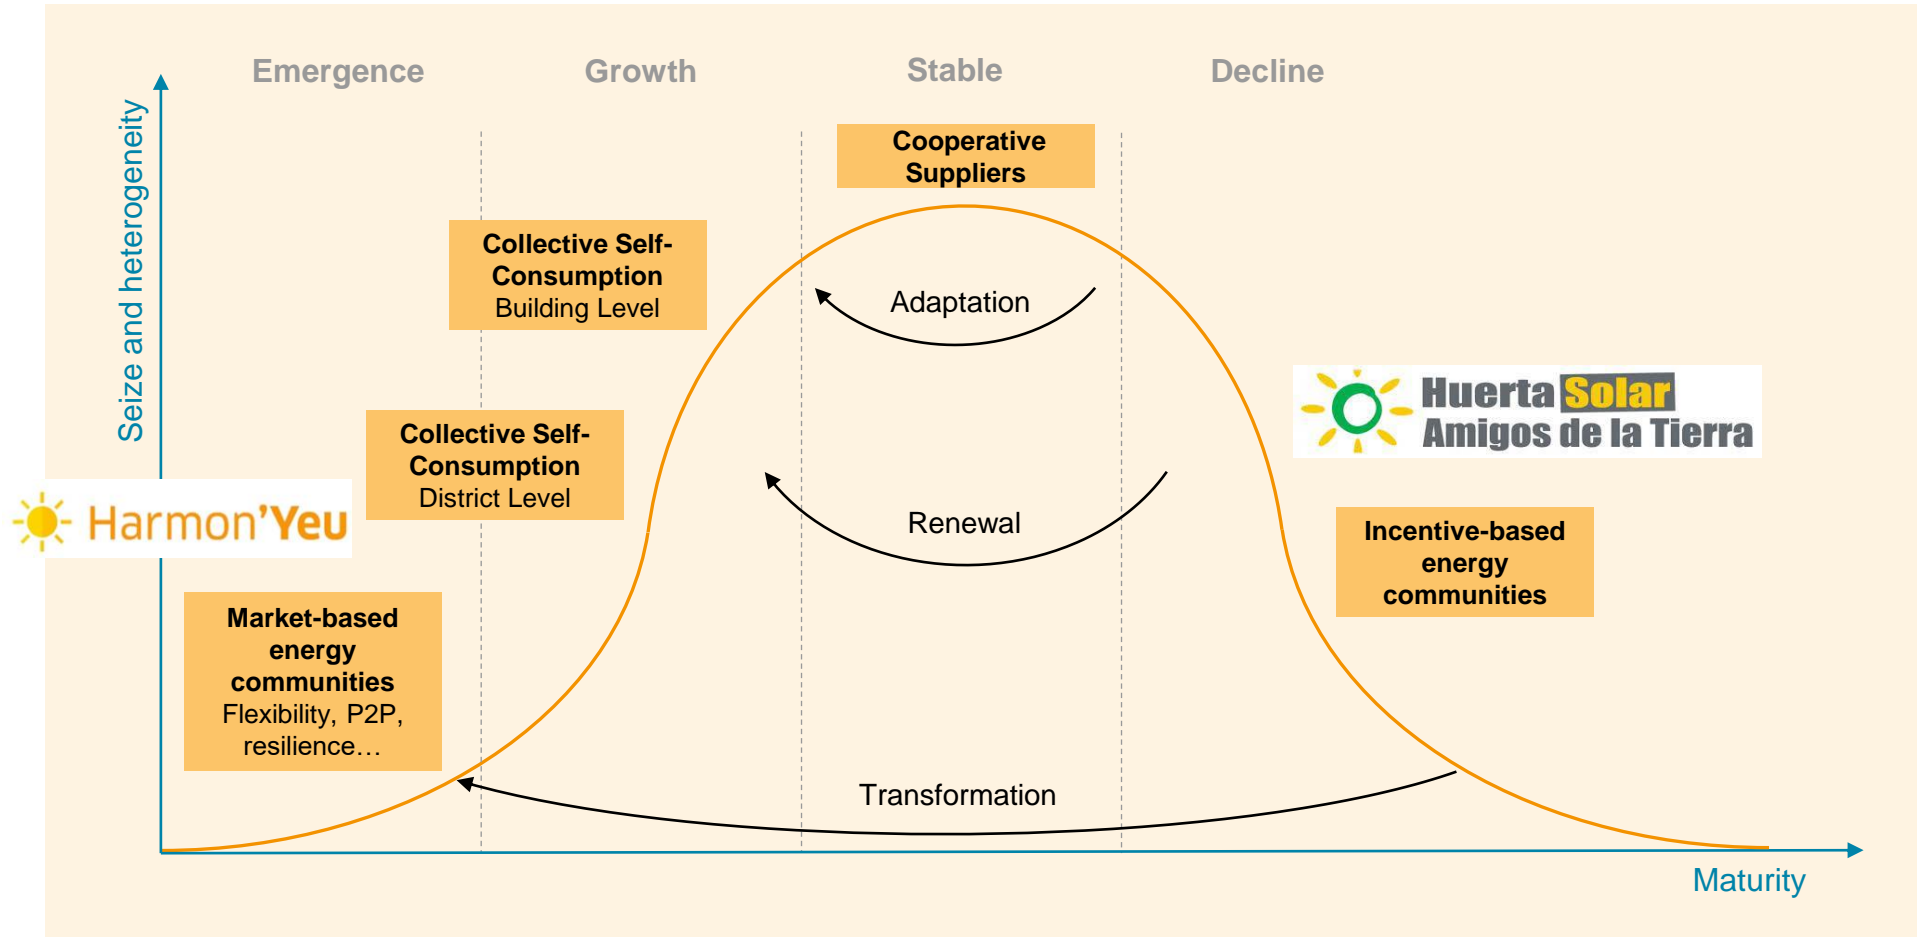 Emergence
Growth
Stable
Decline
Seize and heterogeneity
Cooperative
Suppliers
Collective Self-
Consumption
Building Level
Adaptation
Huerta Solar
Amigos de la Tierra
Collective Self-
Consumption
District Level
Harmon'Yeu
Renewal
Incentive-based
energy
communities
Market-based
energy
communities
Flexibility, P2P,
resilience…
Transformation
Maturity